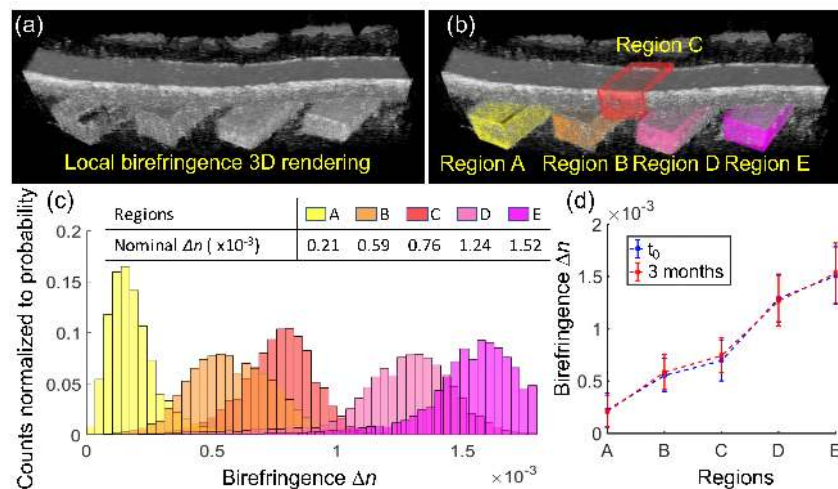 (a)
Local birefringence 3D rendering
(b)
Region C
Region A
Region B
Region D
Region E
(c)
Regions A B C D E
Nominal Δn ( x10-3) 0.21 0.59 0.76 1.24 1.52
Counts normalized to probability
0.2
0.15
0.1
0.05
0
0 0.5 1 1.5
×10-3
Birefringence Δn
(d)
×10-3
t0
3 months
Birefringence Δn
2
1.5
1
0.5
0
A B C D E
Regions